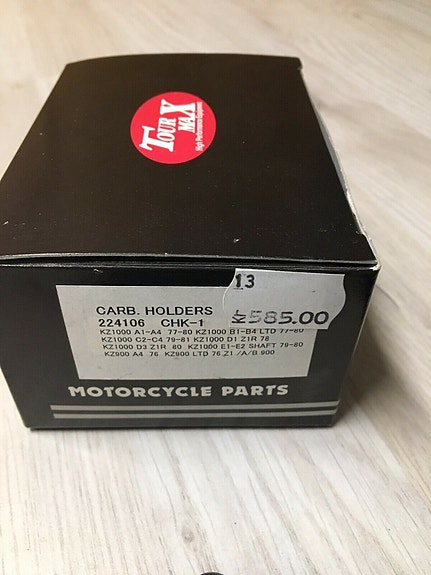 TOUR MAX
High Performance Equipment
13
585.00
CARB. HOLDERS
224106 CHK-1
KZ1000 A1-A4 77-80 KZ1000 B1-B4 LTD 77-80
KZ1000 C2-C4 79-81 KZ1000 D1 Z1R 78
KZ1000 D3 Z1R 80 KZ1000 E1-E2 SHAFT 79-80
KZ900 A4 76 KZ900 LTD 76 Z1 /A/B 900
MOTORCYCLE PARTS